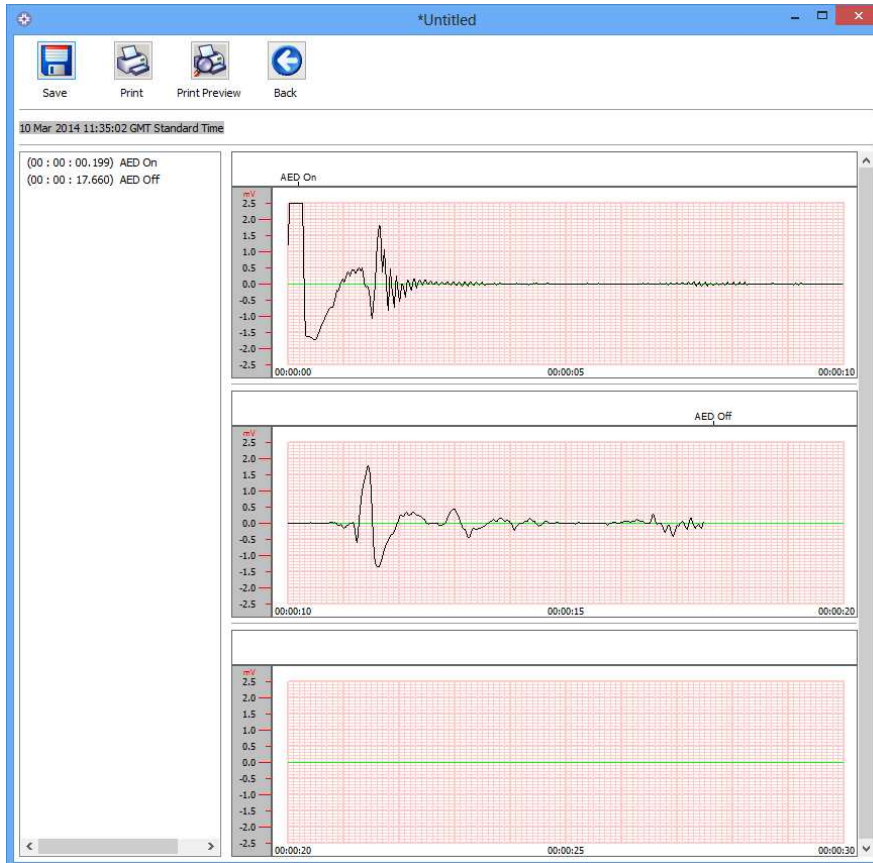 *Untitled
Save Print Print Preview Back
10 Mar 2014 11:35:02 GMT Standard Time
(00 : 00 : 00.199) AED On
(00 : 00 : 17.660) AED Off
AED On
mV
2.5
2.0
1.5
1.0
0.5
0.0
-0.5
-1.0
-1.5
-2.0
-2.5
00:00:00 00:00:05 00:00:10
AED Off
mV
2.5
2.0
1.5
1.0
0.5
0.0
-0.5
-1.0
-1.5
-2.0
-2.5
00:00:10 00:00:15 00:00:20
mV
2.5
2.0
1.5
1.0
0.5
0.0
-0.5
-1.0
-1.5
-2.0
-2.5
00:00:20 00:00:25 00:00:30